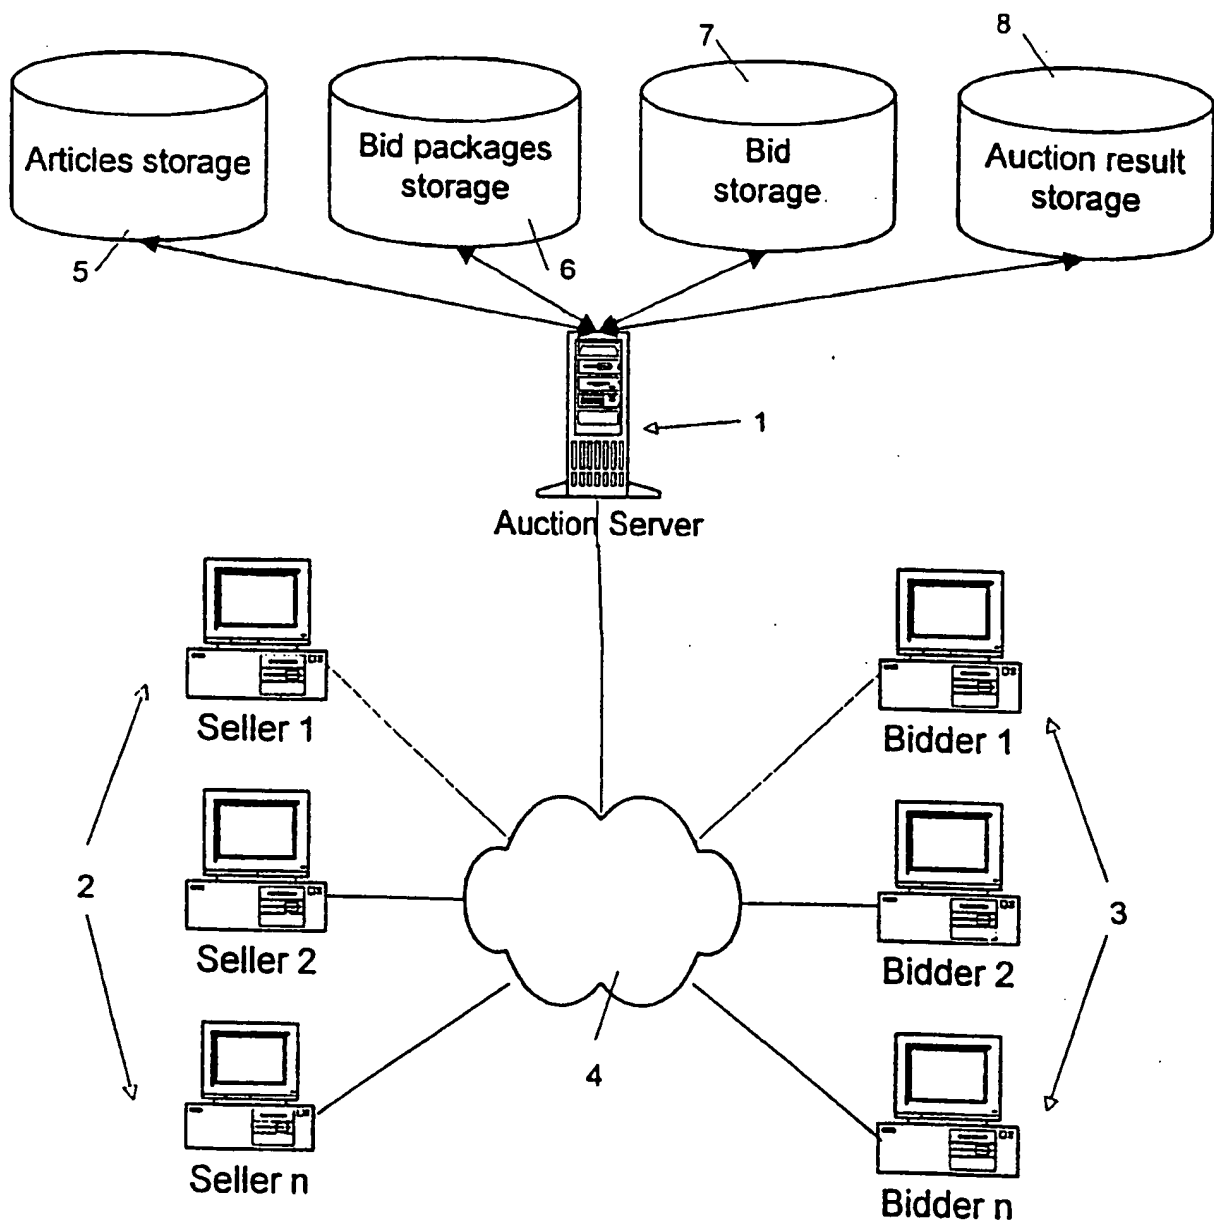 7
8
Articles storage
Bid packages
storage
Bid
storage
Auction result
storage
5
6
1
Auction Server
Seller 1
Bidder 1
2
3
Seller 2
Bidder 2
4
Seller n
Bidder n